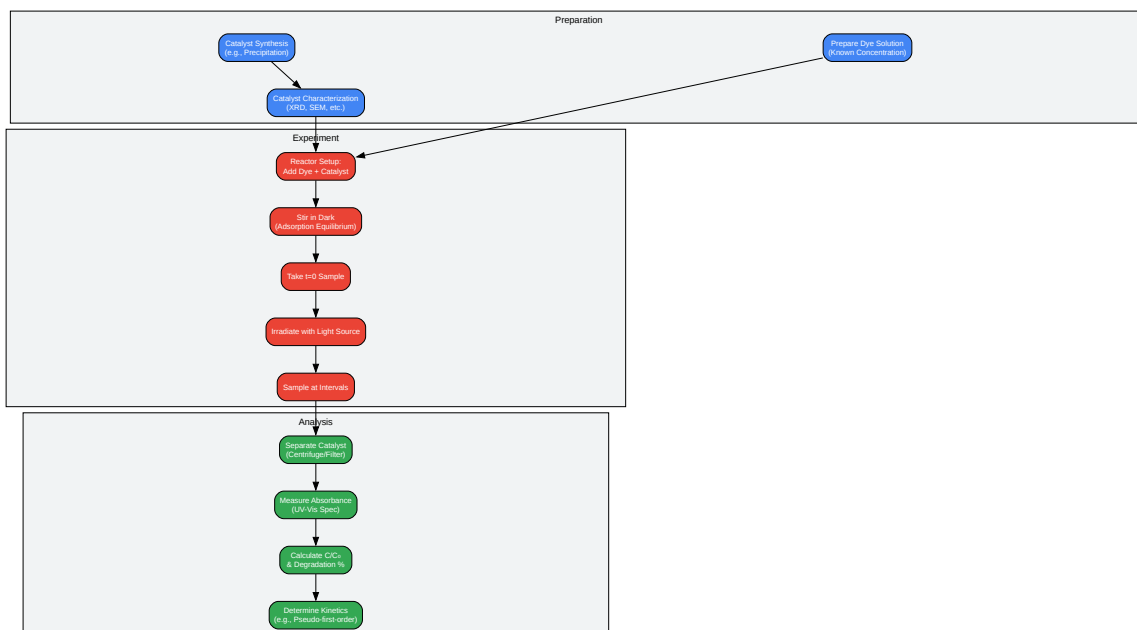 Preparation
Catalyst Synthesis
(e.g., Precipitation)
Prepare Dye Solution
(Known Concentration)
Catalyst Characterization
(XRD, SEM, etc.)
Experiment
Reactor Setup:
Add Dye + Catalyst
Stir in Dark
(Adsorption Equilibrium)
Take t=0 Sample
Irradiate with Light Source
Sample at Intervals
Analysis
Separate Catalyst
(Centrifuge/Filter)
Measure Absorbance
(UV-Vis Spec)
Calculate C/C₀
& Degradation %
Determine Kinetics
(e.g., Pseudo-first-order)